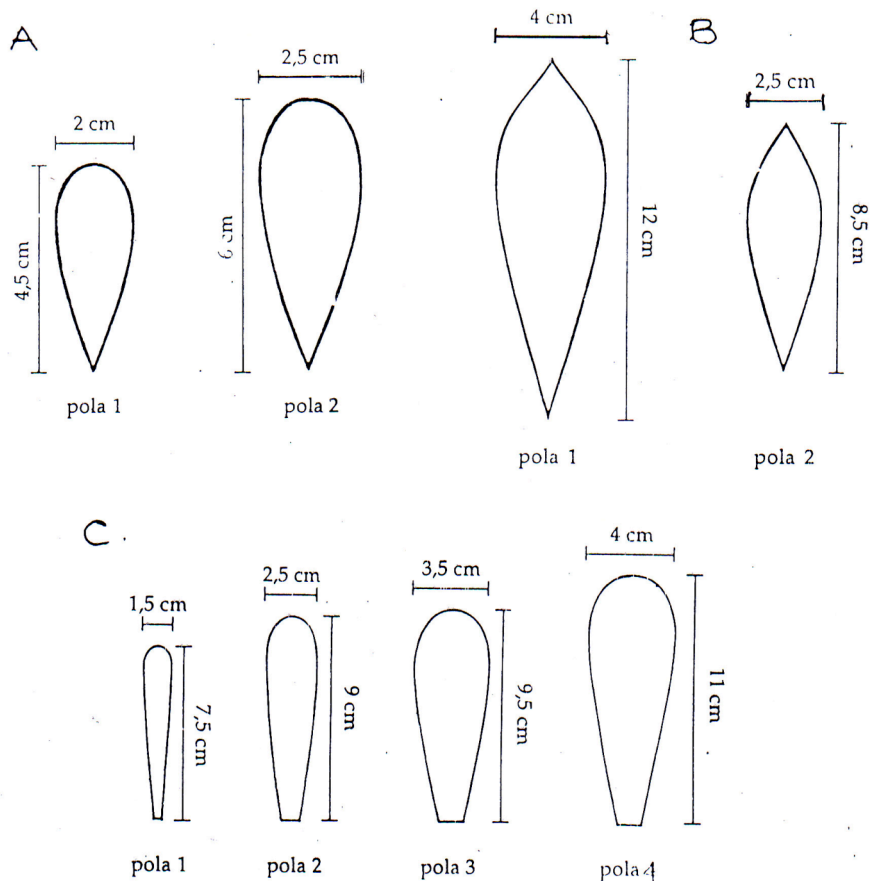 A
2 cm
4,5 cm
pola 1
2,5 cm
6 cm
pola 2
B
4 cm
12 cm
pola 1
2,5 cm
8,5 cm
pola 2
C.
1,5 cm
7,5 cm
pola 1
2,5 cm
9 cm
pola 2
3,5 cm
9,5 cm
pola 3
4 cm
11 cm
pola 4